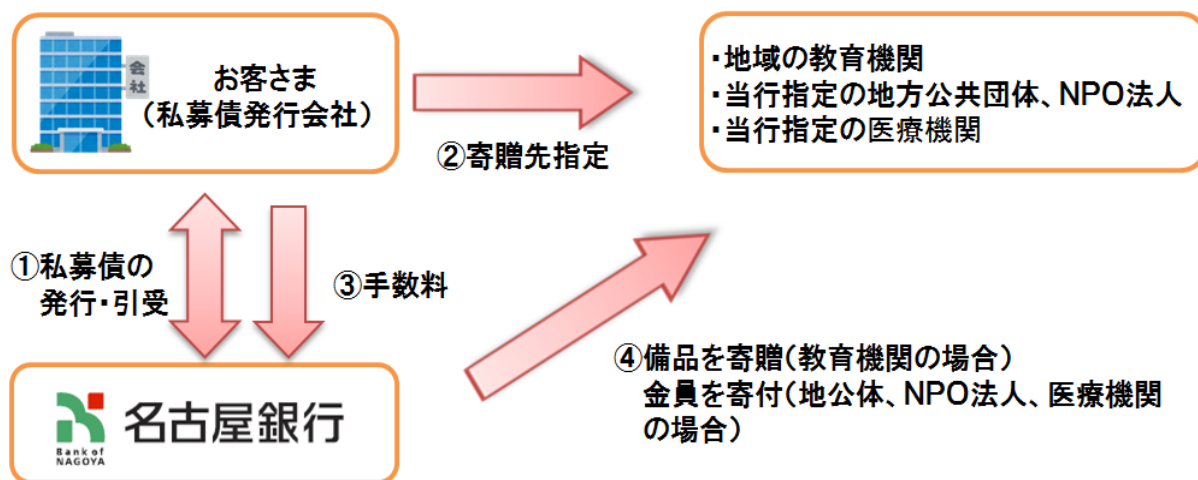 会
社
お客さま
(私募債発行会社)
・地域の教育機関
・当行指定の地方公共団体、NPO法人
・当行指定の医療機関
②寄贈先指定
①私募債の
発行・引受
③手数料
④備品を寄贈(教育機関の場合)
金員を寄付(地公体、NPO法人、医療機関
の場合)
Bank of
NAGOYA
名古屋銀行